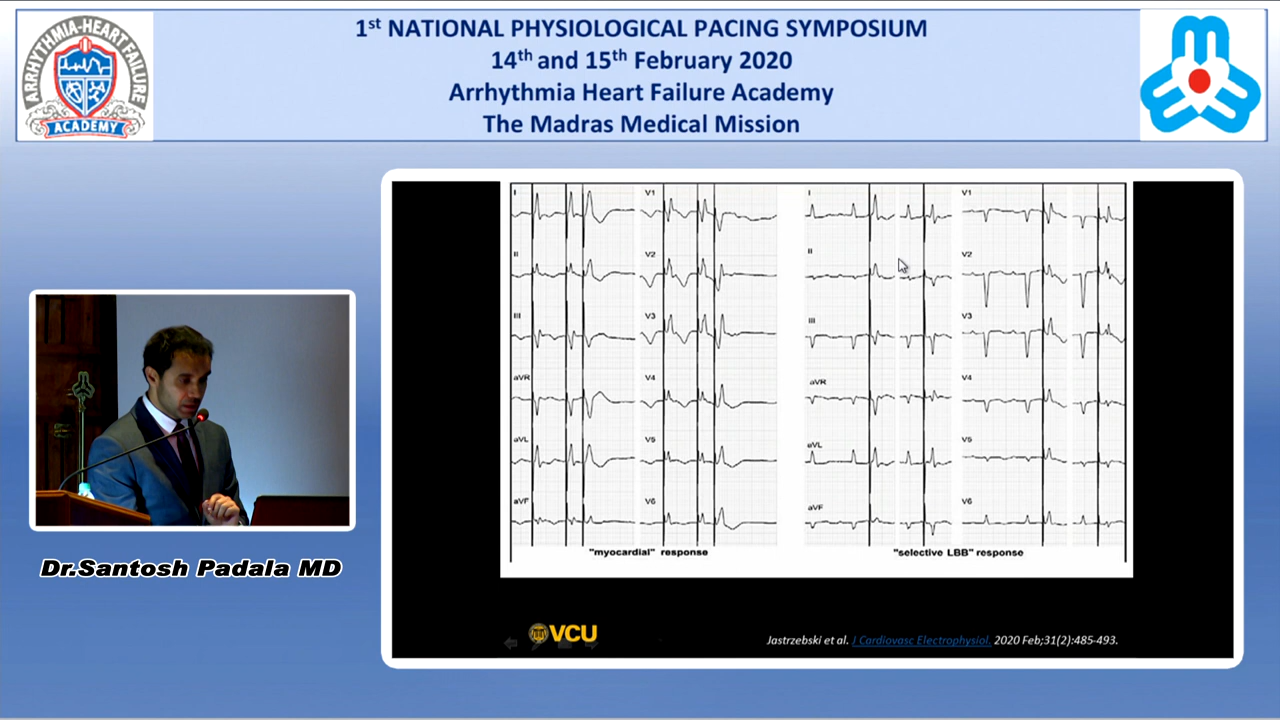 1st NATIONAL PHYSIOLOGICAL PACING SYMPOSIUM
14th and 15th February 2020
Arrhythmia Heart Failure Academy
The Madras Medical Mission
ARRHYTHMIA-HEART FAILURE
ACADEMY
I
V1
I
V1
II
V2
II
V2
III
V3
III
V3
aVR
V4
aVR
V4
aVL
V5
aVL
V5
aVF
V6
aVF
V6
"myocardial" response
"selective LBB" response
Dr.Santosh Padala MD
VCU
Jastrzebski et al. J Cardiovasc Electrophysiol. 2020 Feb;31(2):485-493.